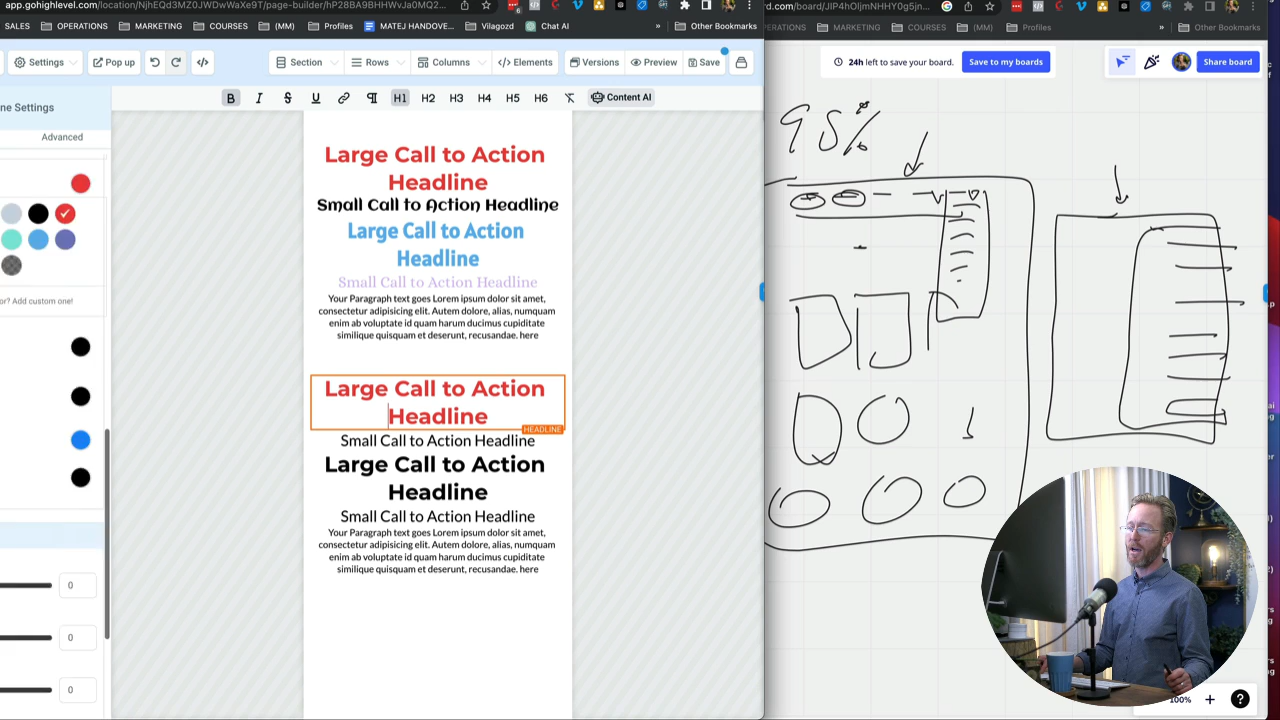 app.gohighlevel.com/location/NjhEQd3MZ0JWDwWaXe9T/page-builder/hP28BA9BHHWvJa0MQ2...
rd.com/board/JIP4hOljmNHHY0g5jn...
SALES OPERATIONS MARKETING COURSES (MM) Profiles MATEJ HANDOVE... Vilagozd Chat AI » Other Bookmarks
ERATIONS MARKETING COURSES (MM) Profiles » Other Bookmarks
Settings Pop up Section Rows Columns </> Elements Versions Preview Save
24h left to save your board. Save to my boards Share board
B I S U H1 H2 H3 H4 H5 H6 Content AI
ne Settings
Advanced
or? Add custom one!
0
0
0
Large Call to Action
Headline
Small Call to Action Headline
Large Call to Action
Headline
Small Call to Action Headline
Your Paragraph text goes Lorem ipsum dolor sit amet,
consectetur adipisicing elit. Autem dolore, alias, numquam
enim ab voluptate id quam harum ducimus cupiditate
similique quisquam et deserunt, recusandae. here
Large Call to Action
Headline
HEADLINE
Small Call to Action Headline
Large Call to Action
Headline
Small Call to Action Headline
Your Paragraph text goes Lorem ipsum dolor sit amet,
consectetur adipisicing elit. Autem dolore, alias, numquam
enim ab voluptate id quam harum ducimus cupiditate
similique quisquam et deserunt, recusandae. here
95%
100% + ?